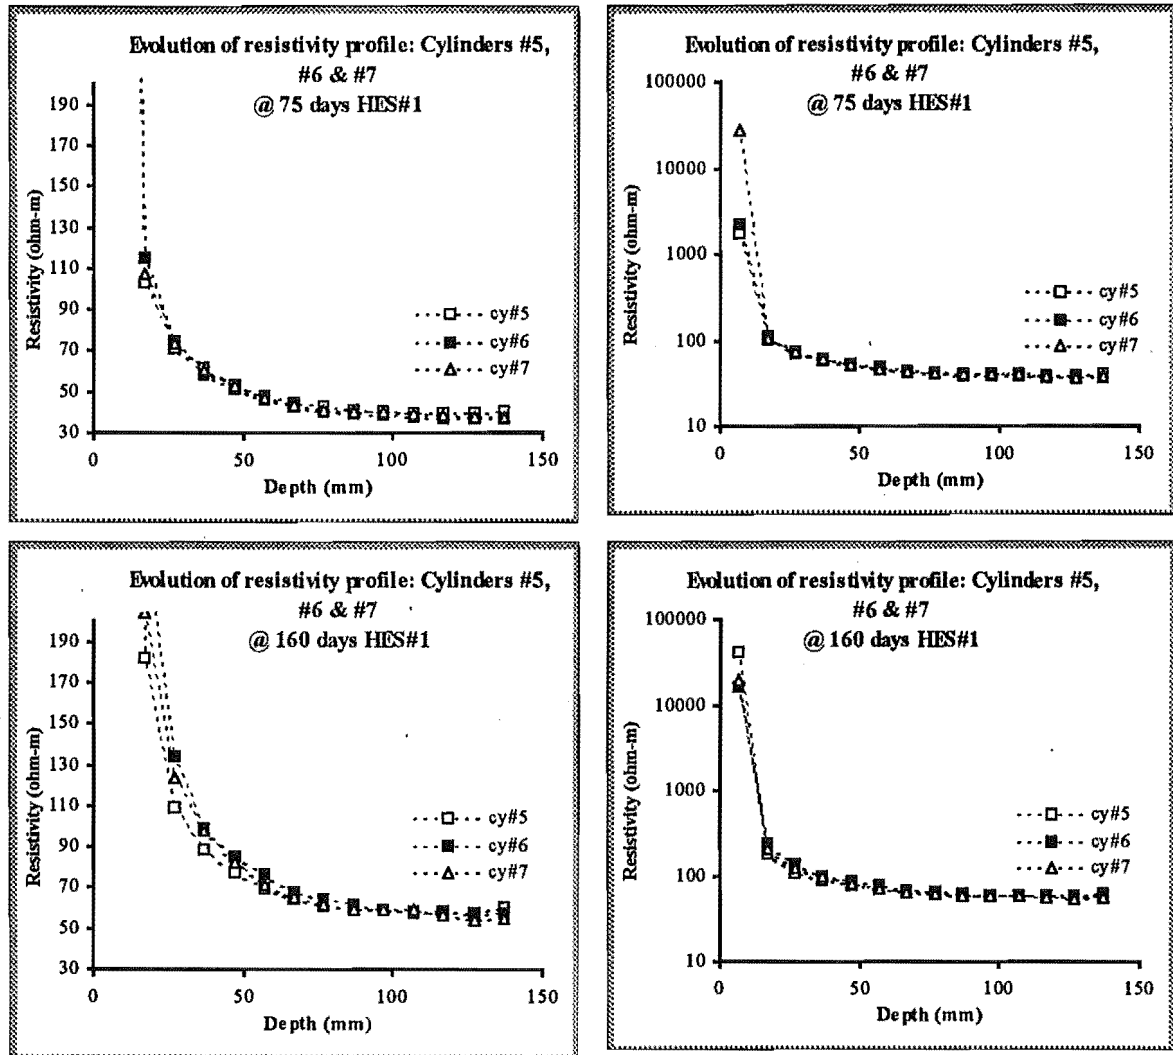 Evolution of resistivity profile: Cylinders #5,
#6 & #7
@ 75 days HES#1
Resistivity (ohm-m)
190
170
150
130
110
90
70
50
30
0
50
100
150
Depth (mm)
cy#5
cy#6
cy#7
Evolution of resistivity profile: Cylinders #5,
#6 & #7
@ 75 days HES#1
Resistivity (ohm-m)
100000
10000
1000
100
10
0
50
100
150
Depth (mm)
cy#5
cy#6
cy#7
Evolution of resistivity profile: Cylinders #5,
#6 & #7
@ 160 days HES#1
Resistivity (ohm-m)
190
170
150
130
110
90
70
50
30
0
50
100
150
Depth (mm)
cy#5
cy#6
cy#7
Evolution of resistivity profile: Cylinders #5,
#6 & #7
@ 160 days HES#1
Resistivity (ohm-m)
100000
10000
1000
100
10
0
50
100
150
Depth (mm)
cy#5
cy#6
cy#7